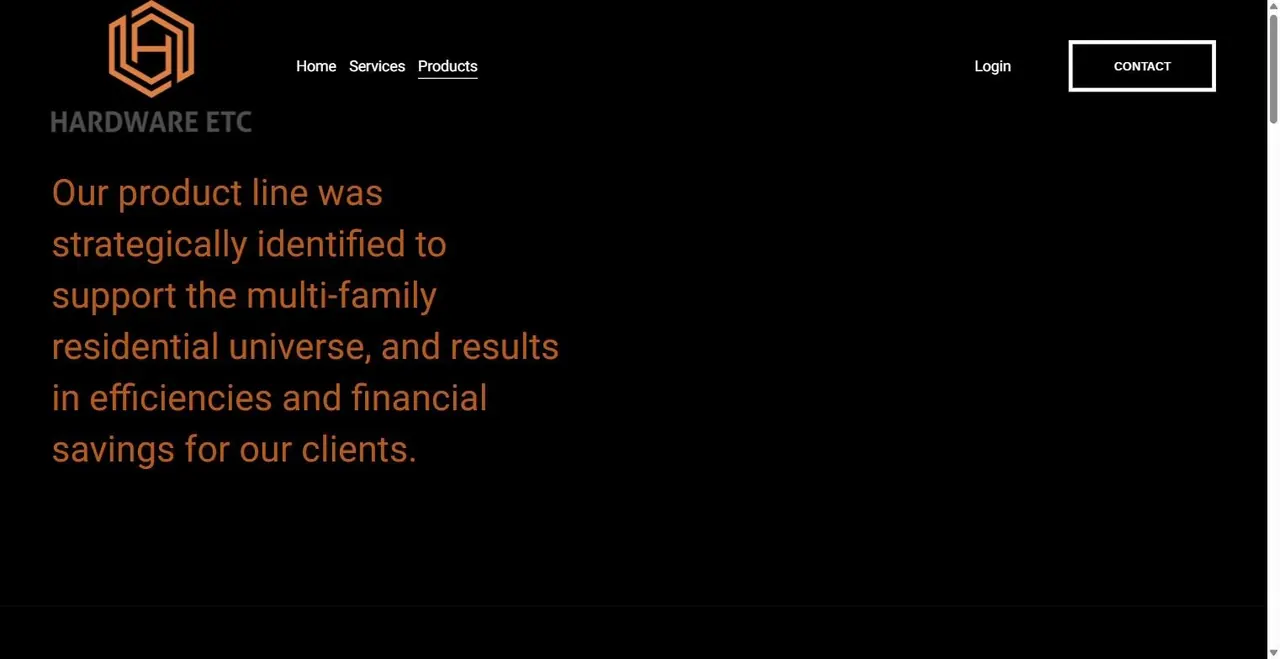 Home Services Products
Login
CONTACT
HARDWARE ETC
Our product line was
strategically identified to
support the multi-family
residential universe, and results
in efficiencies and financial
savings for our clients.